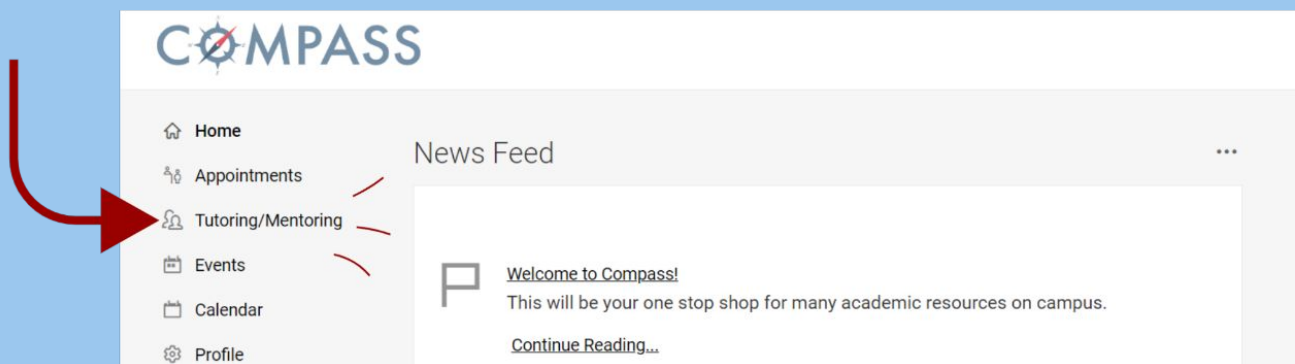 COMPASS
Home
Appointments
Tutoring/Mentoring
Events
Calendar
Profile
News Feed
Welcome to Compass!
This will be your one stop shop for many academic resources on campus.
Continue Reading...